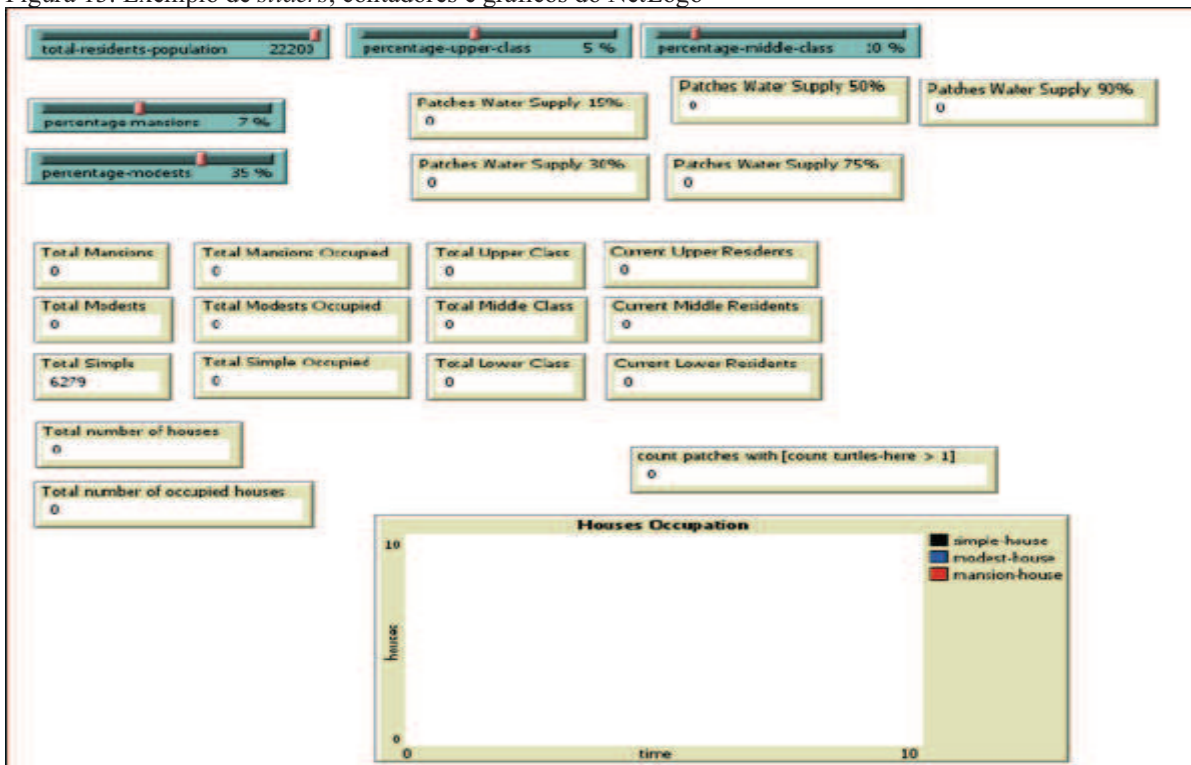 Figura 15: Exemplo de sliders, contadores e gráficos do NetLogo
total-residents-population 22203
percentage-upper-class 5 %
percentage-middle-class 10 %
percentage mansions 7 %
percentage-modests 35 %
Patches Water Supply 15%
0
Patches Water Supply 50%
0
Patches Water Supply 90%
0
Patches Water Supply 30%
0
Patches Water Supply 75%
0
Total Mansions
0
Total Mansions Occupied
0
Total Upper Class
0
Current Upper Residents
0
Total Modests
0
Total Modests Occupied
0
Total Middle Class
0
Current Middle Residents
0
Total Simple
6279
Total Simple Occupied
0
Total Lower Class
0
Current Lower Residents
0
Total number of houses
0
count patches with [count turtles-here > 1]
0
Total number of occupied houses
0
Houses Occupation
10
houses
0
0
time
10
simple-house
modest-house
mansion-house